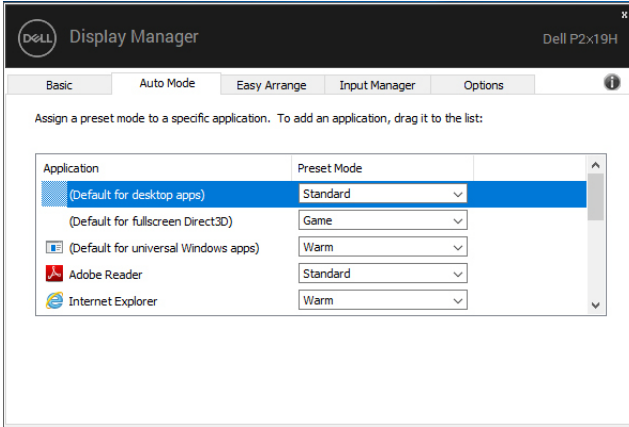 x
DELL Display Manager
Dell P2x19H
Basic Auto Mode Easy Arrange Input Manager Options
Assign a preset mode to a specific application. To add an application, drag it to the list:
Application Preset Mode
(Default for desktop apps) Standard
(Default for fullscreen Direct3D) Game
(Default for universal Windows apps) Warm
Adobe Reader Standard
Internet Explorer Warm